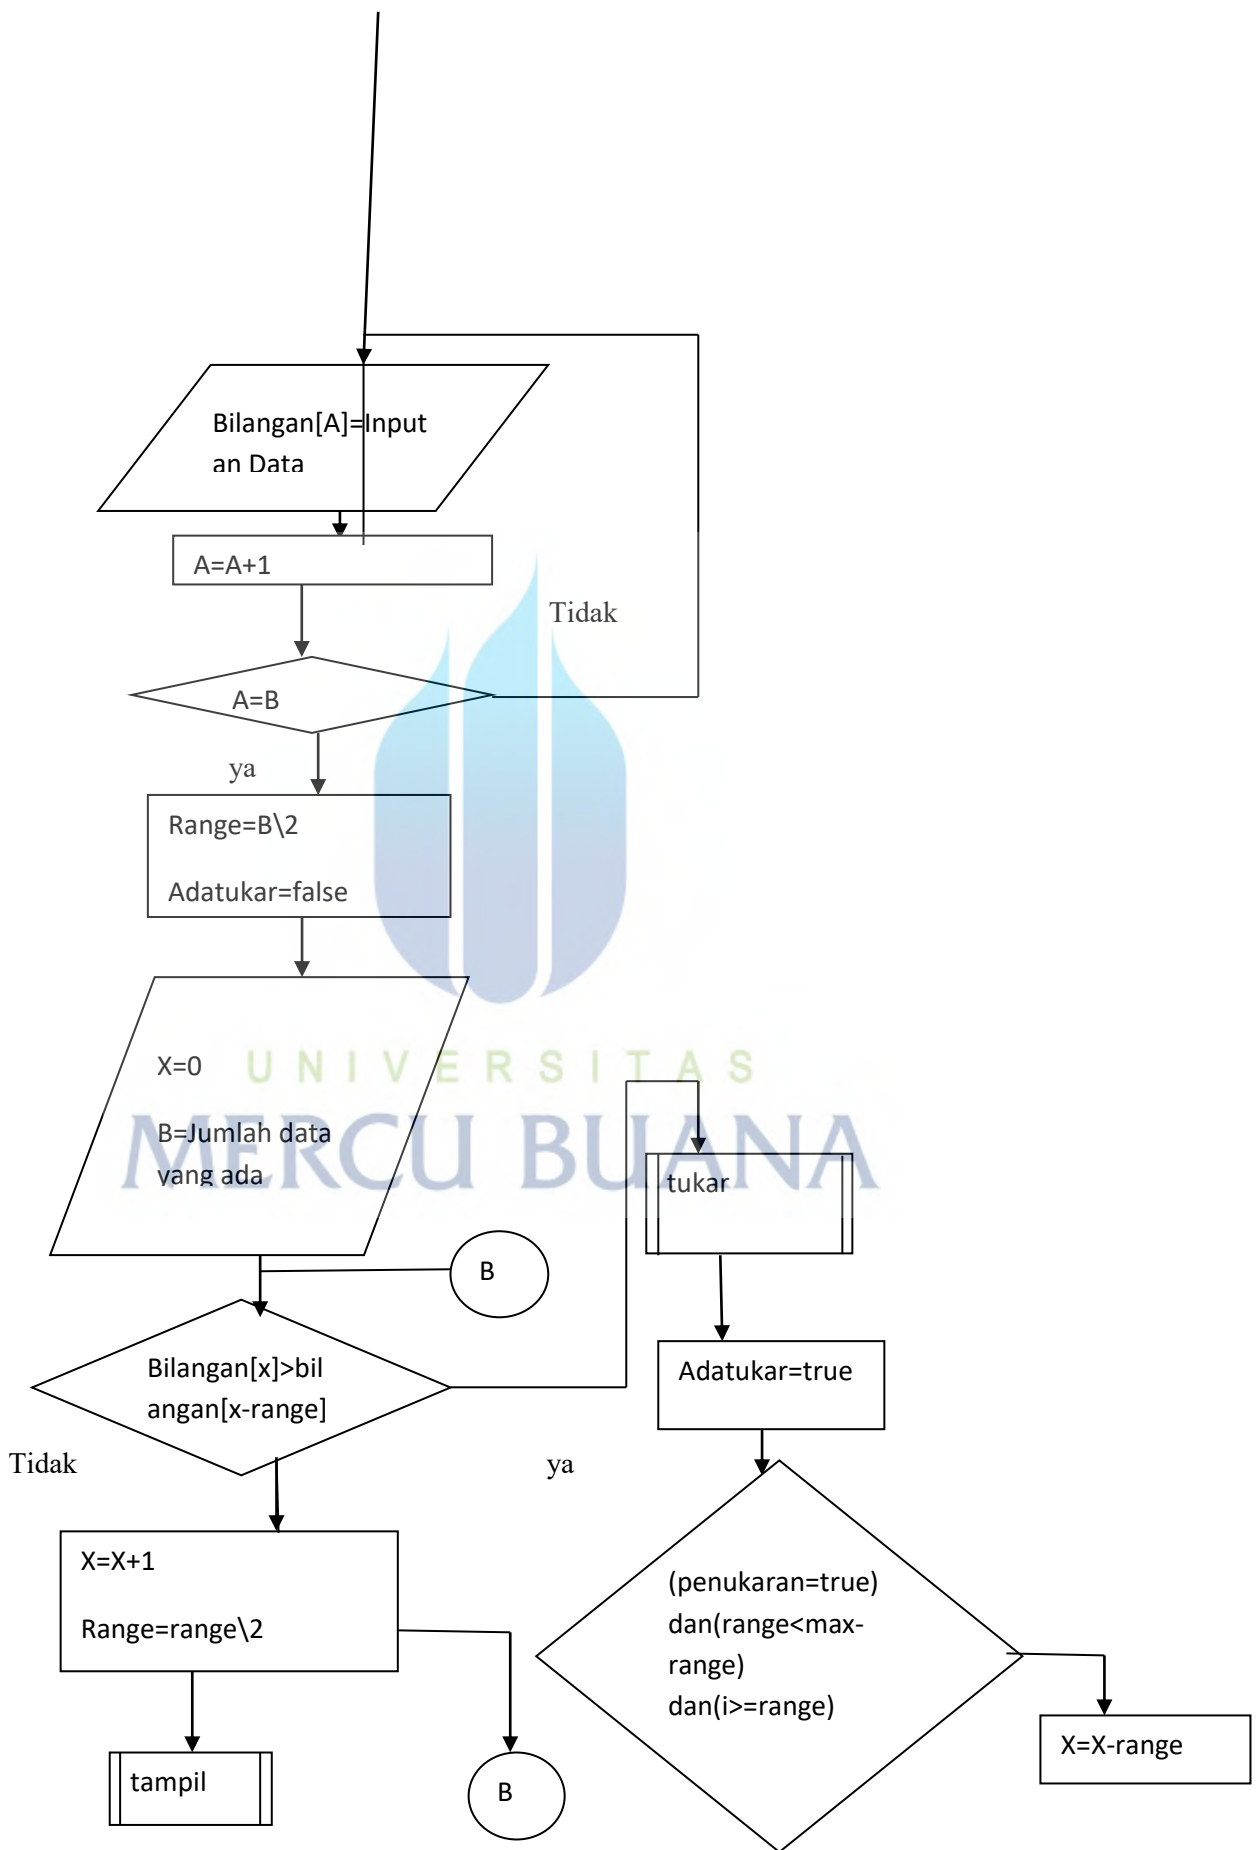 Bilangan[A]=Input
an Data
A=A+1
Tidak
A=B
ya
Range=B\2
Adatukar=false
X=0
UNIVERSITAS
B=Jumlah data
yang ada
MERCU BUANA
tukar
B
Bilangan[x]>bil
angan[x-range]
Adatukar=true
Tidak
ya
X=X+1
Range=range\2
(penukaran=true)
dan(range<max-
range)
dan(i>=range)
X=X-range
tampil
B